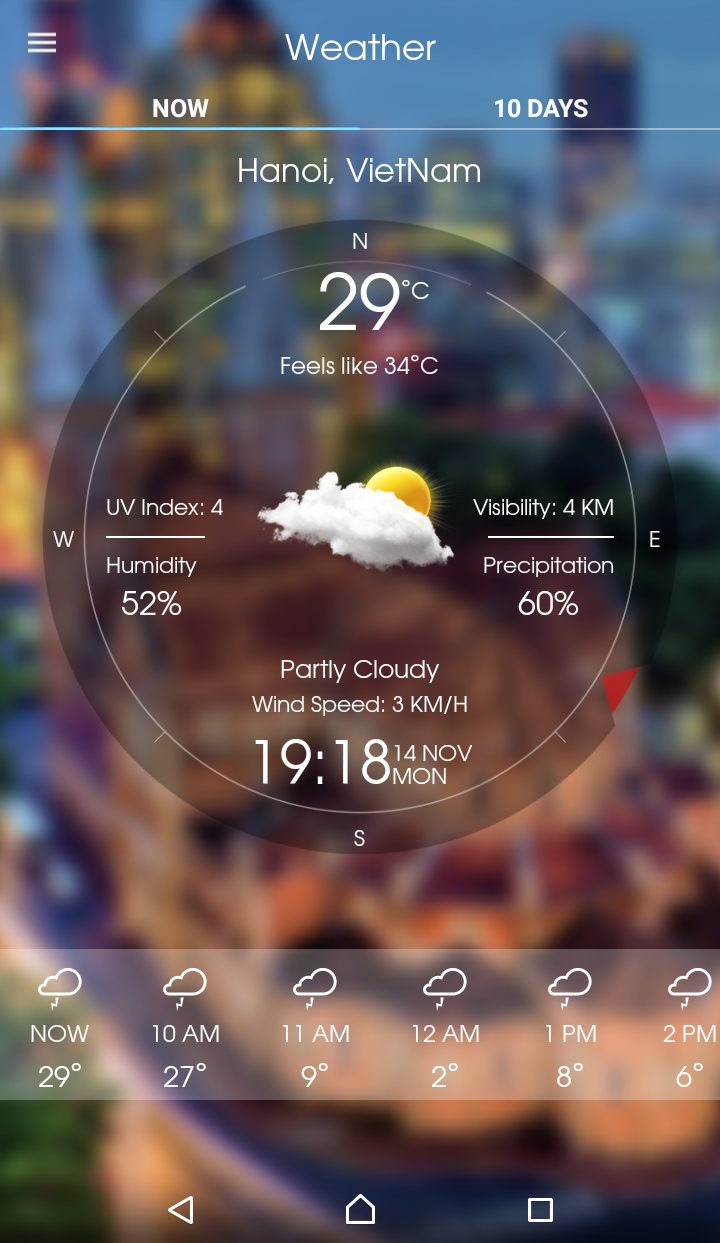 Weather
NOW
10 DAYS
Hanoi, VietNam
N
29°C
Feels like 34°C
UV Index: 4
Visibility: 4 KM
W
E
Humidity
Precipitation
52%
60%
Partly Cloudy
Wind Speed: 3 KM/H
19:18 14 NOV
MON
S
NOW 10 AM 11 AM 12 AM 1 PM 2 PM
29° 27° 9° 2° 8° 6°